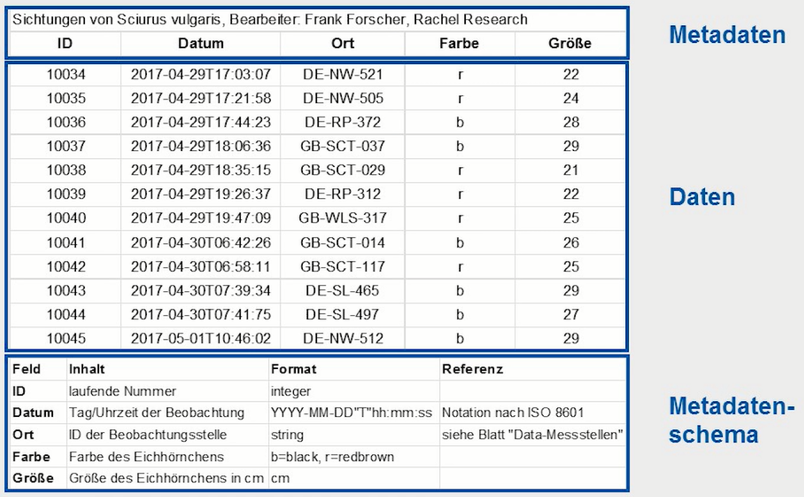 Sichtungen von Sciurus vulgaris, Bearbeiter: Frank Forscher, Rachel Research
ID Datum Ort Farbe Größe
Metadaten
10034 2017-04-29T17:03:07 DE-NW-521 r 22
10035 2017-04-29T17:21:58 DE-NW-505 r 24
10036 2017-04-29T17:44:23 DE-RP-372 b 28
10037 2017-04-29T18:06:36 GB-SCT-037 b 29
10038 2017-04-29T18:35:15 GB-SCT-029 r 21
10039 2017-04-29T19:26:37 DE-RP-312 r 22
10040 2017-04-29T19:47:09 GB-WLS-317 r 25
10041 2017-04-30T06:42:26 GB-SCT-014 b 26
10042 2017-04-30T06:58:11 GB-SCT-117 r 25
10043 2017-04-30T07:39:34 DE-SL-465 b 29
10044 2017-04-30T07:41:75 DE-SL-497 b 27
10045 2017-05-01T10:46:02 DE-NW-512 b 29
Daten
Feld Inhalt Format Referenz
ID laufende Nummer integer
Datum Tag/Uhrzeit der Beobachtung YYYY-MM-DD"T"hh:mm:ss Notation nach ISO 8601
Ort ID der Beobachtungsstelle string siehe Blatt "Data-Messstellen"
Farbe Farbe des Eichhörnchens b=black, r=redbrown
Größe Größe des Eichhörnchens in cm cm
Metadaten-
schema